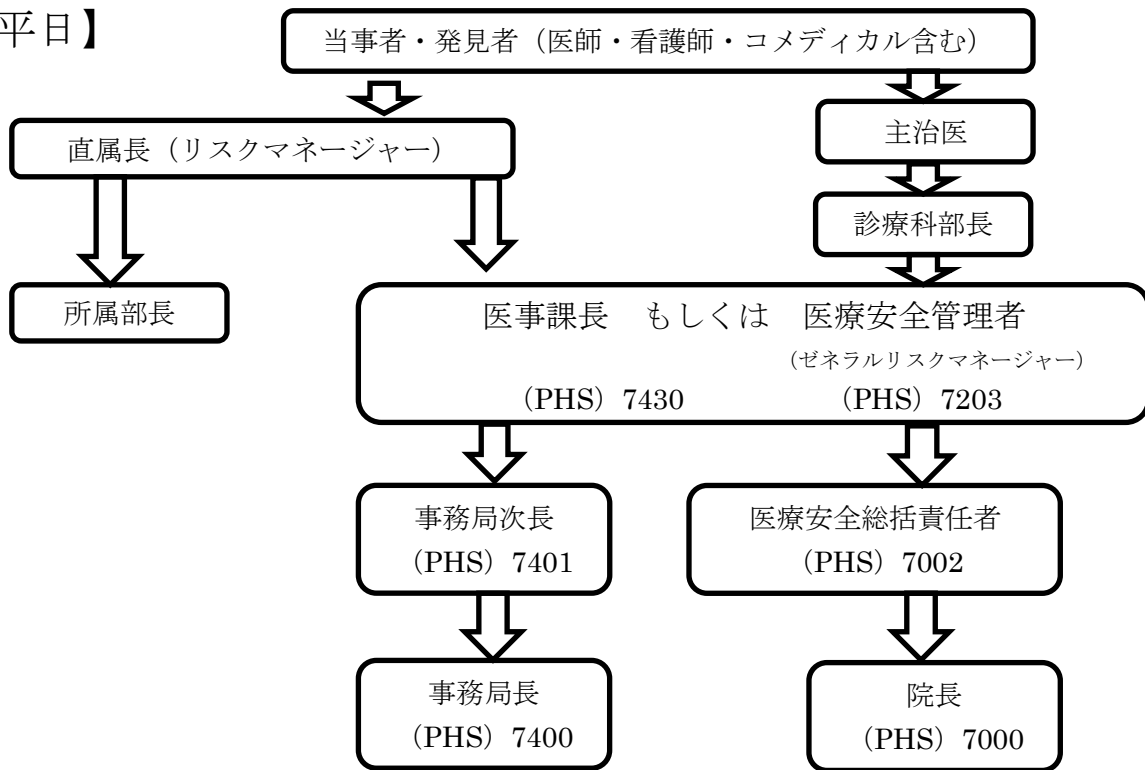 平日】
当事者・発見者（医師・看護師・コメディカル含む）
直属長（リスクマネージャー）
主治医
診療科部長
所属部長
医事課長　もしくは　医療安全管理者
（ゼネラルリスクマネージャー）
（PHS）7430　（PHS）7203
事務局次長
（PHS）7401
医療安全総括責任者
（PHS）7002
事務局長
（PHS）7400
院長
（PHS）7000